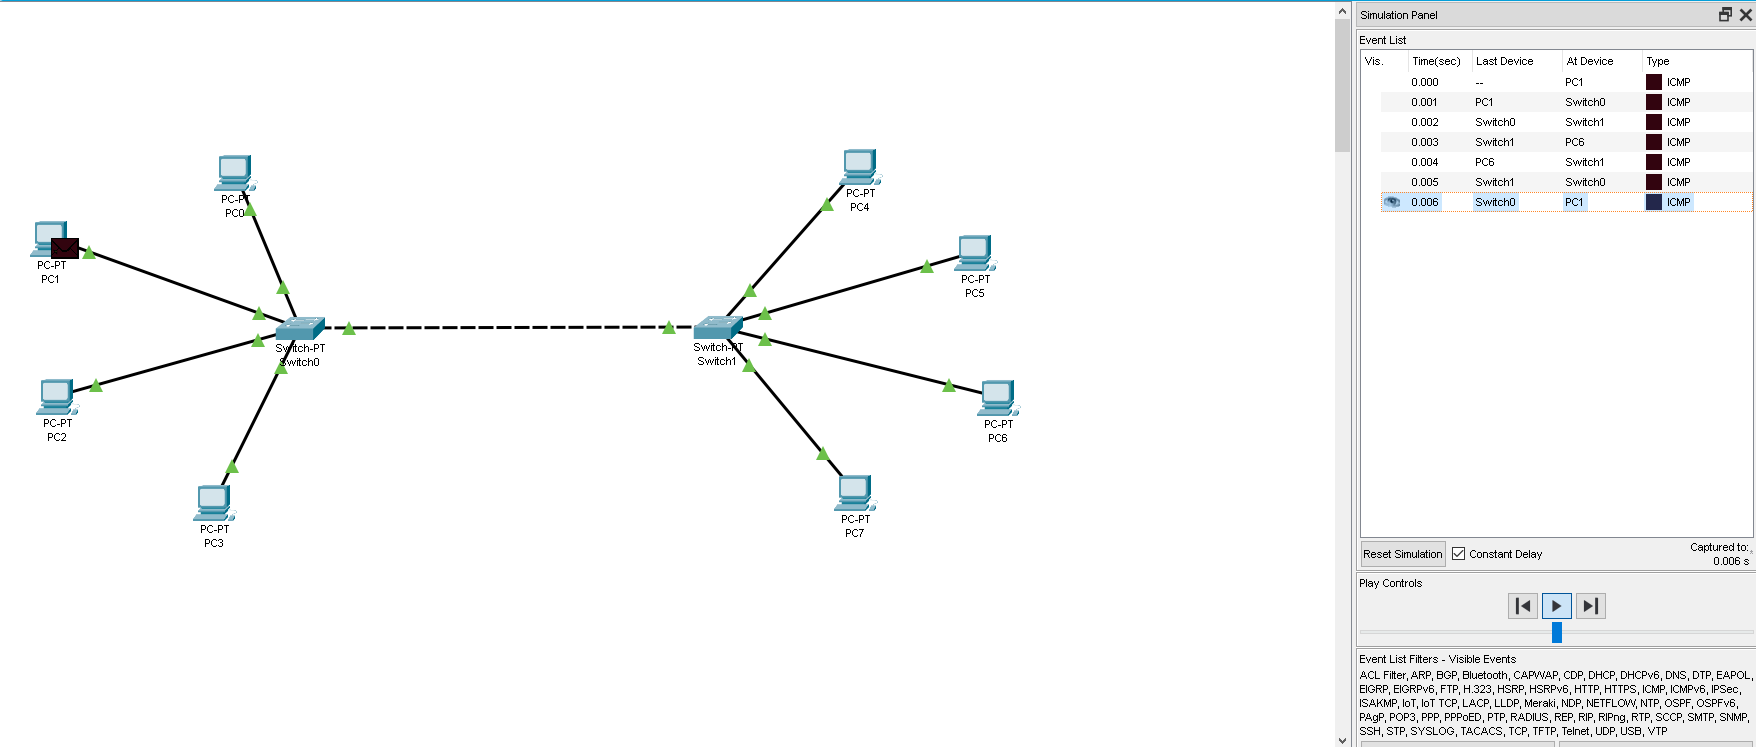 PC-PT
PC0
PC-PT
PC1
PC-PT
PC2
PC-PT
PC3
Switch-PT
Switch0
PC-PT
PC4
PC-PT
PC5
Switch-PT
Switch1
PC-PT
PC6
PC-PT
PC7
Simulation Panel
Event List
Vis. Time(sec) Last Device At Device Type
0.000 -- PC1 ICMP
0.001 PC1 Switch0 ICMP
0.002 Switch0 Switch1 ICMP
0.003 Switch1 PC6 ICMP
0.004 PC6 Switch1 ICMP
0.005 Switch1 Switch0 ICMP
0.006 Switch0 PC1 ICMP
Reset Simulation Constant Delay Captured to:
0.006 s
Play Controls
Event List Filters - Visible Events
ACL Filter, ARP, BGP, Bluetooth, CAPWAP, CDP, DHCP, DHCPv6, DNS, DTP, EAPOL,
EIGRP, EIGRPv6, FTP, H.323, HSRP, HSRPv6, HTTP, HTTPS, ICMP, ICMPv6, IPSec,
ISAKMP, IoT, IoT TCP, LACP, LLDP, Meraki, NDP, NETFLOW, NTP, OSPF, OSPFv6,
PAgP, POP3, PPP, PPPoED, PTP, RADIUS, REP, RIP, RIPng, RTP, SCCP, SMTP, SNMP,
SSH, STP, SYSLOG, TACACS, TCP, TFTP, Telnet, UDP, USB, VTP